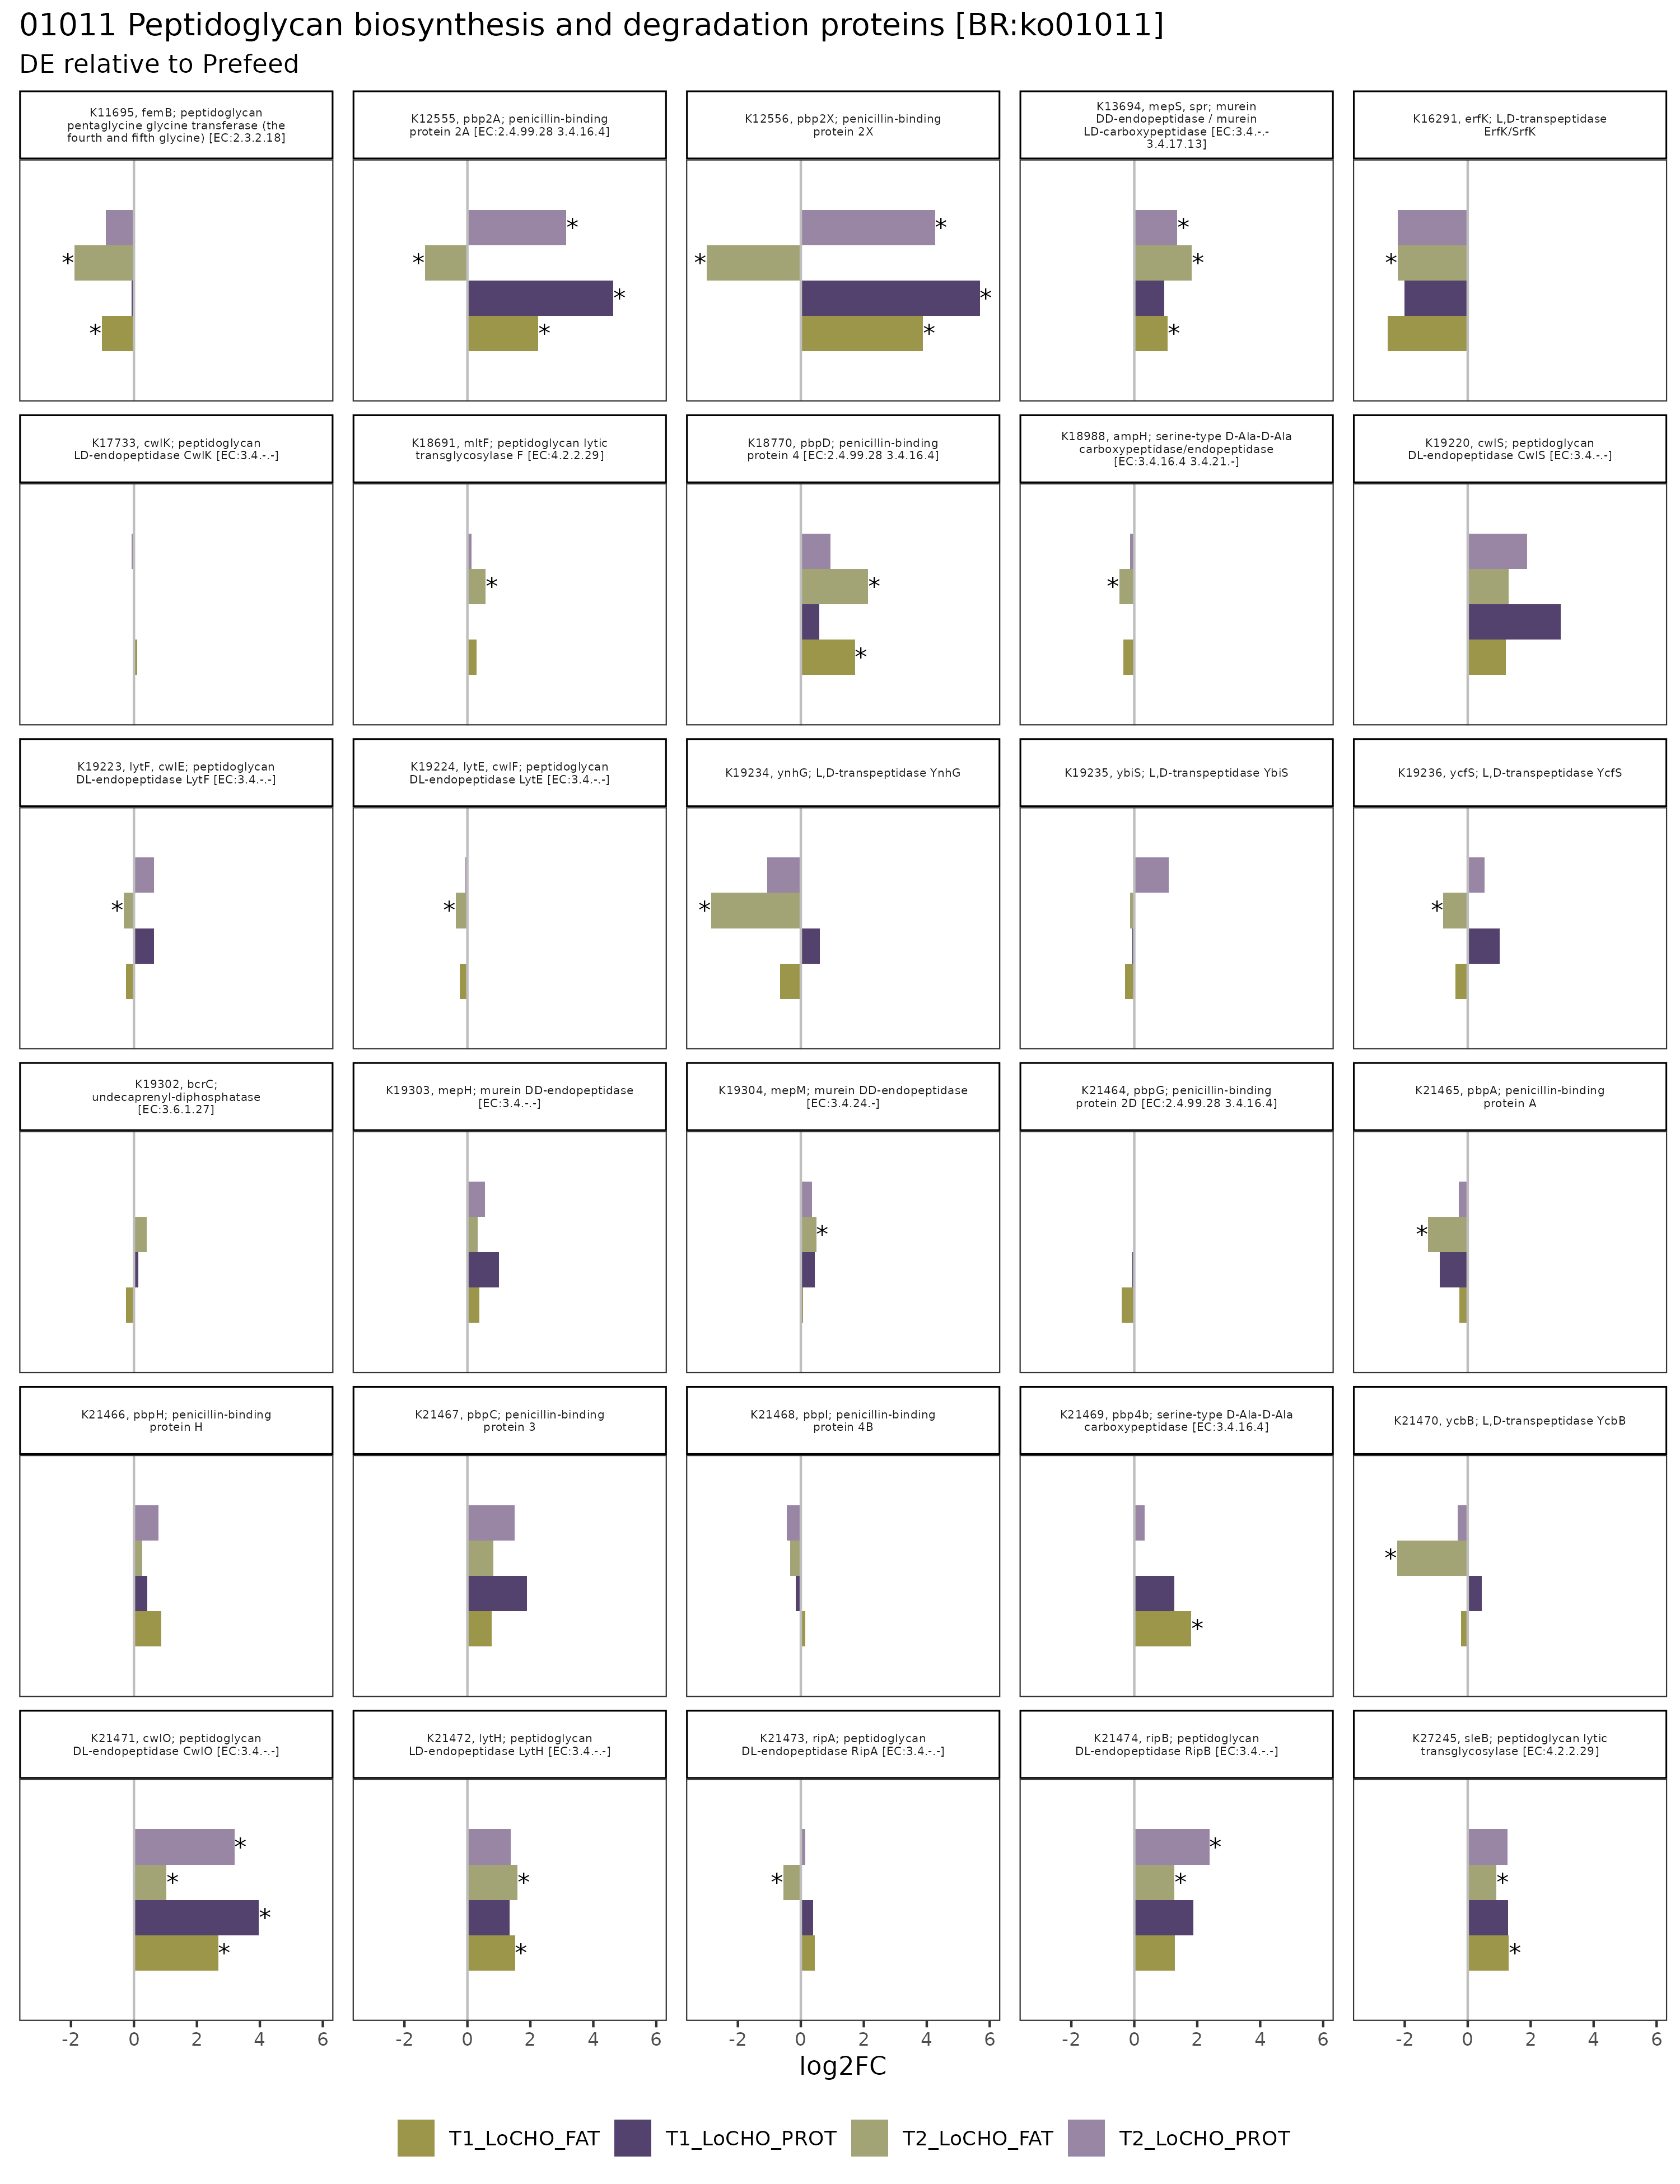 01011 Peptidoglycan biosynthesis and degradation proteins [BR:ko01011]
DE relative to Prefeed
K11695, femB; peptidoglycan
pentaglycine glycine transferase (the
fourth and fifth glycine) [EC:2.3.2.18]
K12555, pbp2A; penicillin-binding
protein 2A [EC:2.4.99.28 3.4.16.4]
K12556, pbp2X; penicillin-binding
protein 2X
K13694, mepS, spr; murein
DD-endopeptidase / murein
LD-carboxypeptidase [EC:3.4.-.-
3.4.17.13]
K16291, erfK; L,D-transpeptidase
ErfK/SrfK
* * * * * * * * * * * * * *
K17733, cwlK; peptidoglycan
LD-endopeptidase CwlK [EC:3.4.-.-]
K18691, mltF; peptidoglycan lytic
transglycosylase F [EC:4.2.2.29]
K18770, pbpD; penicillin-binding
protein 4 [EC:2.4.99.28 3.4.16.4]
K18988, ampH; serine-type D-Ala-D-Ala
carboxypeptidase/endopeptidase
[EC:3.4.16.4 3.4.21.-]
K19220, cwlS; peptidoglycan
DL-endopeptidase CwlS [EC:3.4.-.-]
* * * *
K19223, lytF, cwlE; peptidoglycan
DL-endopeptidase LytF [EC:3.4.-.-]
K19224, lytE, cwlF; peptidoglycan
DL-endopeptidase LytE [EC:3.4.-.-]
K19234, ynhG; L,D-transpeptidase YnhG
K19235, ybiS; L,D-transpeptidase YbiS
K19236, ycfS; L,D-transpeptidase YcfS
* * * *
K19302, bcrC;
undecaprenyl-diphosphatase
[EC:3.6.1.27]
K19303, mepH; murein DD-endopeptidase
[EC:3.4.-.-]
K19304, mepM; murein DD-endopeptidase
[EC:3.4.24.-]
K21464, pbpG; penicillin-binding
protein 2D [EC:2.4.99.28 3.4.16.4]
K21465, pbpA; penicillin-binding
protein A
* *
K21466, pbpH; penicillin-binding
protein H
K21467, pbpC; penicillin-binding
protein 3
K21468, pbpI; penicillin-binding
protein 4B
K21469, pbp4b; serine-type D-Ala-D-Ala
carboxypeptidase [EC:3.4.16.4]
K21470, ycbB; L,D-transpeptidase YcbB
* *
K21471, cwlO; peptidoglycan
DL-endopeptidase CwlO [EC:3.4.-.-]
K21472, lytH; peptidoglycan
LD-endopeptidase LytH [EC:3.4.-.-]
K21473, ripA; peptidoglycan
DL-endopeptidase RipA [EC:3.4.-.-]
K21474, ripB; peptidoglycan
DL-endopeptidase RipB [EC:3.4.-.-]
K27245, sleB; peptidoglycan lytic
transglycosylase [EC:4.2.2.29]
* * * * * * * * * * *
-2 0 2 4 6 -2 0 2 4 6 -2 0 2 4 6 -2 0 2 4 6 -2 0 2 4 6
log2FC
T1_LoCHO_FAT T1_LoCHO_PROT T2_LoCHO_FAT T2_LoCHO_PROT